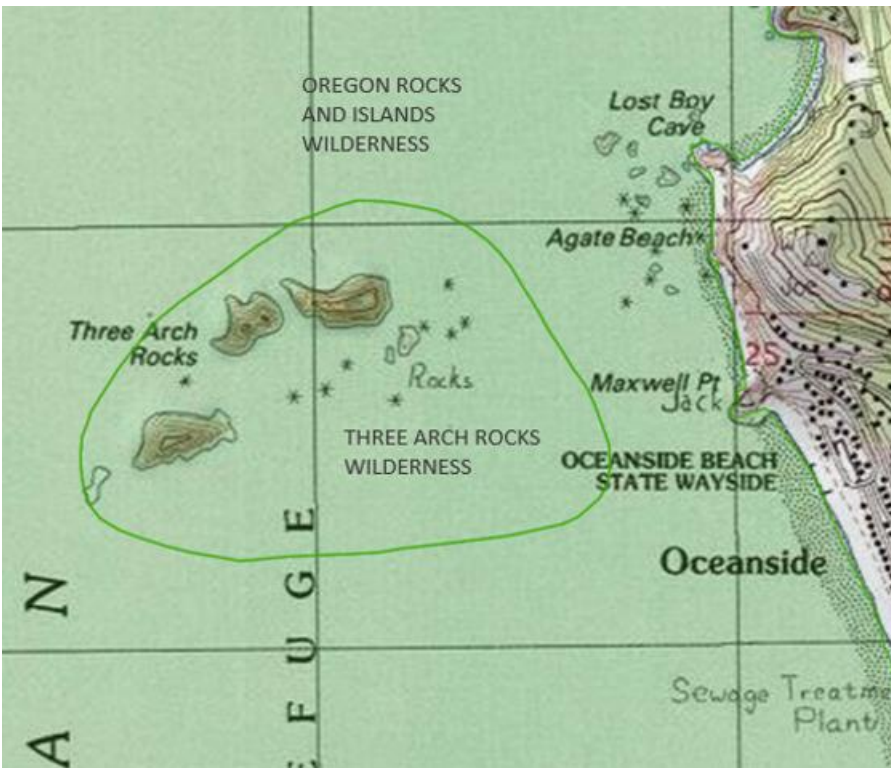 OREGON ROCKS
AND ISLANDS
WILDERNESS
Lost Boy
Cave
Agate Beach
Three Arch
Rocks
Rocks
25
Maxwell Pt
Jack
THREE ARCH ROCKS
WILDERNESS
OCEANSIDE BEACH
STATE WAYSIDE
Oceanside
N
A
E
G
U
F
E
Sewage Treatme
Plant